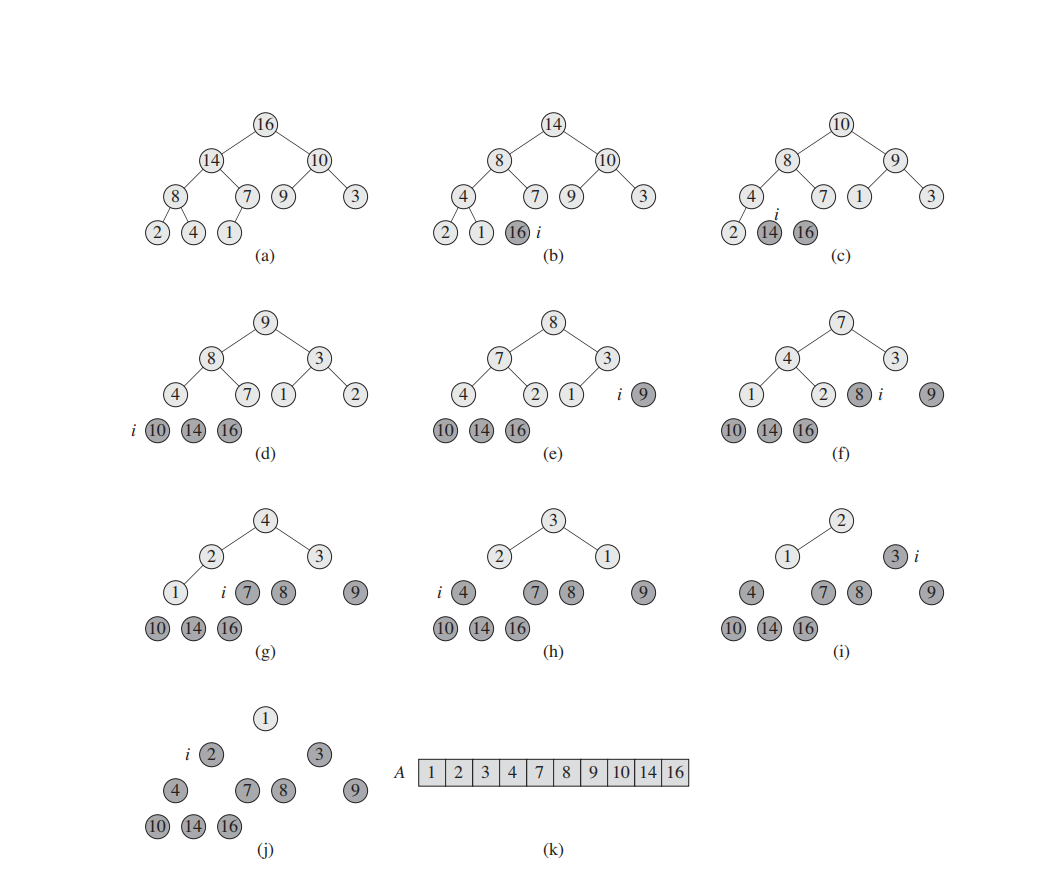 16 14 10
14 10 8 10 8 9
8 7 9 3 4 7 9 3 4 7 1 3
i
2 4 1 2 1 16 i 2 14 16
(a) (b) (c)
9 8 7
8 3 7 3 4 3
4 7 1 2 4 2 1 i 9 1 2 8 i 9
i 10 14 16 10 14 16 10 14 16
(d) (e) (f)
4 3 2
2 3 2 1 1 3 i
1 i 7 8 9 i 4 7 8 9 4 7 8 9
10 14 16 10 14 16 10 14 16
(g) (h) (i)
1
i 2 3
A 1 2 3 4 7 8 9 10 14 16
4 7 8 9
10 14 16
(j) (k)